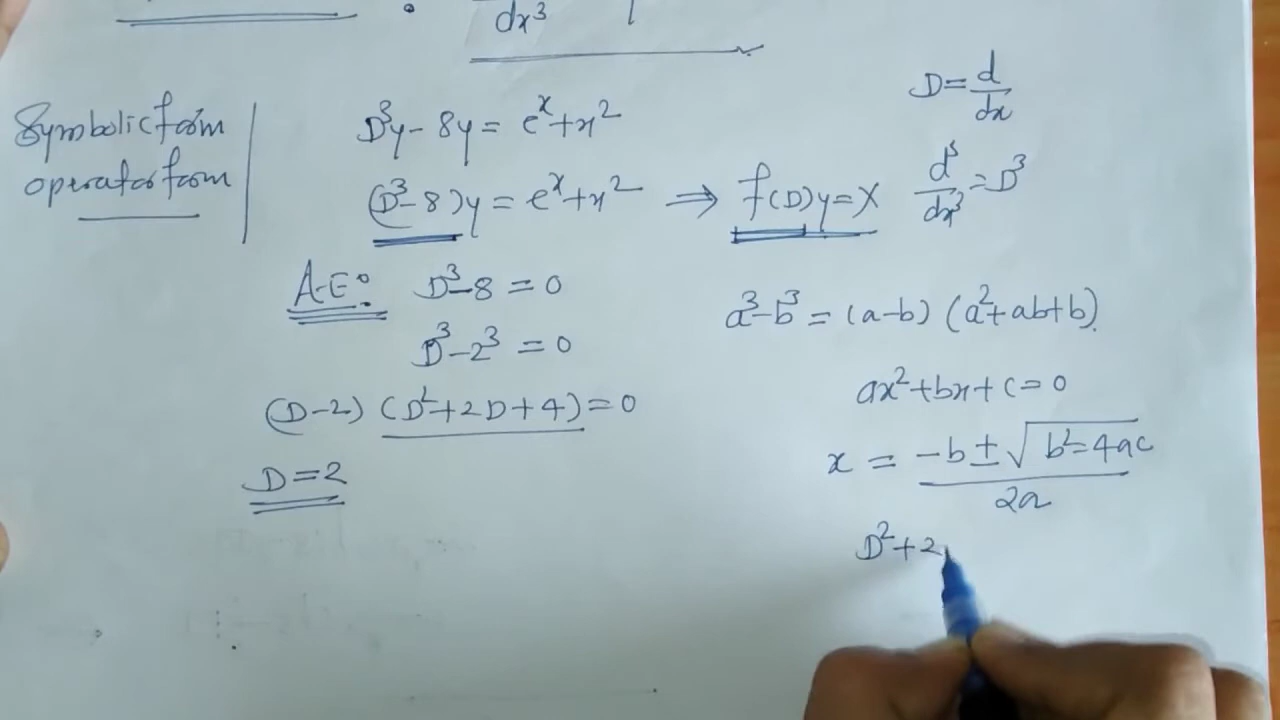 dx³
Symbolic form
operator form
D³y - 8y = eˣ + x²
(D³-8)y = eˣ + x² ⇒ f(D)y = X
D = d/dx
d³/dx³ = D³
A.E: D³-8 = 0
D³-2³ = 0
(D-2) (D²+2D+4) = 0
D = 2
a³-b³ = (a-b) (a²+ab+b).
ax²+bx+c = 0
x = -b ± √b²-4ac / 2a
D²+2